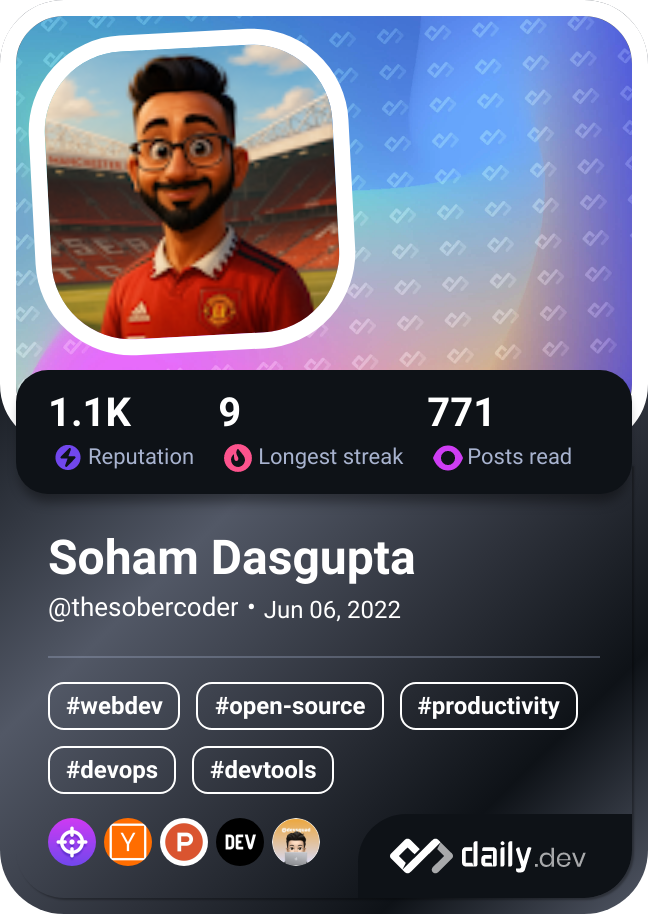 MANCHESTER
1.1K 9 771
Reputation Longest streak Posts read
Soham Dasgupta
@thesobercoder • Jun 06, 2022
#webdev #open-source #productivity
#devops #devtools
Y P DEV
daily.dev